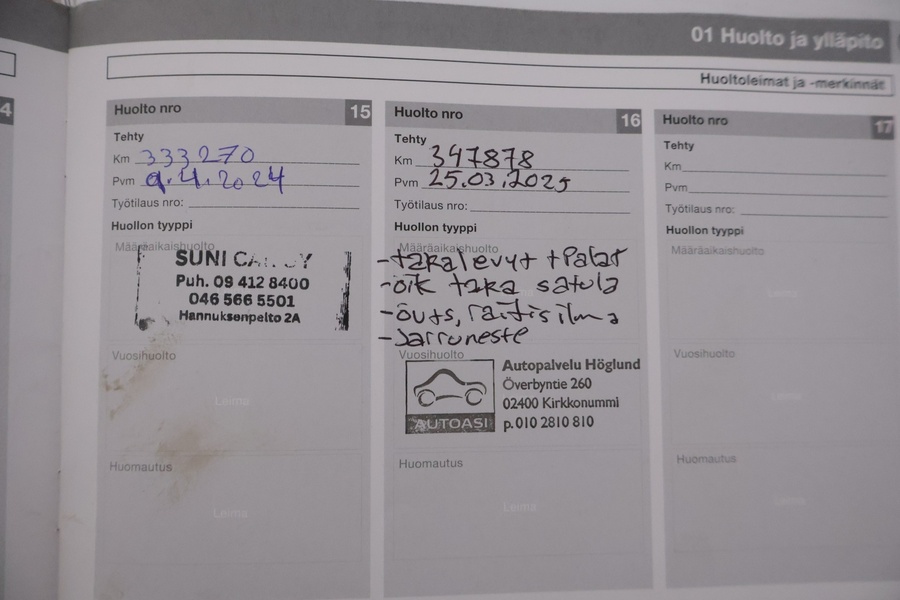 01 Huolto ja ylläpito
Huoltoleimat ja -merkinnät
4
Huolto nro 15
Tehty
Km 333270
Pvm 9.4.2024
Työtilaus nro:
Huollon tyyppi
Määräaikaishuolto
SUNI
Puh. 09 412 8400
046 566 5501
Hannuksenpelto 2A
Vuosihuolto
Leima
Huomautus
Leima
Huolto nro 16
Tehty
Km 347878
Pvm 25.03.2025
Työtilaus nro:
Huollon tyyppi
Määräaikaishuolto
-takalevyt + Palat
-oik taka satula
-öuts, raitisilma
-Jarruneste
Vuosihuolto
AUTOASI
Autopalvelu Höglund
Överbyntie 260
02400 Kirkkonummi
p. 010 2810 810
Huomautus
Leima
Huolto nro 17
Tehty
Km
Pvm
Työtilaus nro:
Huollon tyyppi
Määräaikaishuolto
Leima
Vuosihuolto
Leima
Huomautus
Leima